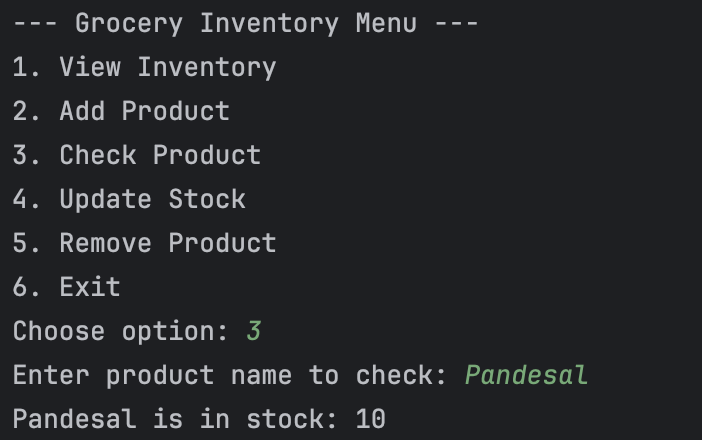 --- Grocery Inventory Menu ---
1. View Inventory
2. Add Product
3. Check Product
4. Update Stock
5. Remove Product
6. Exit
Choose option: 3
Enter product name to check: Pandesal
Pandesal is in stock: 10